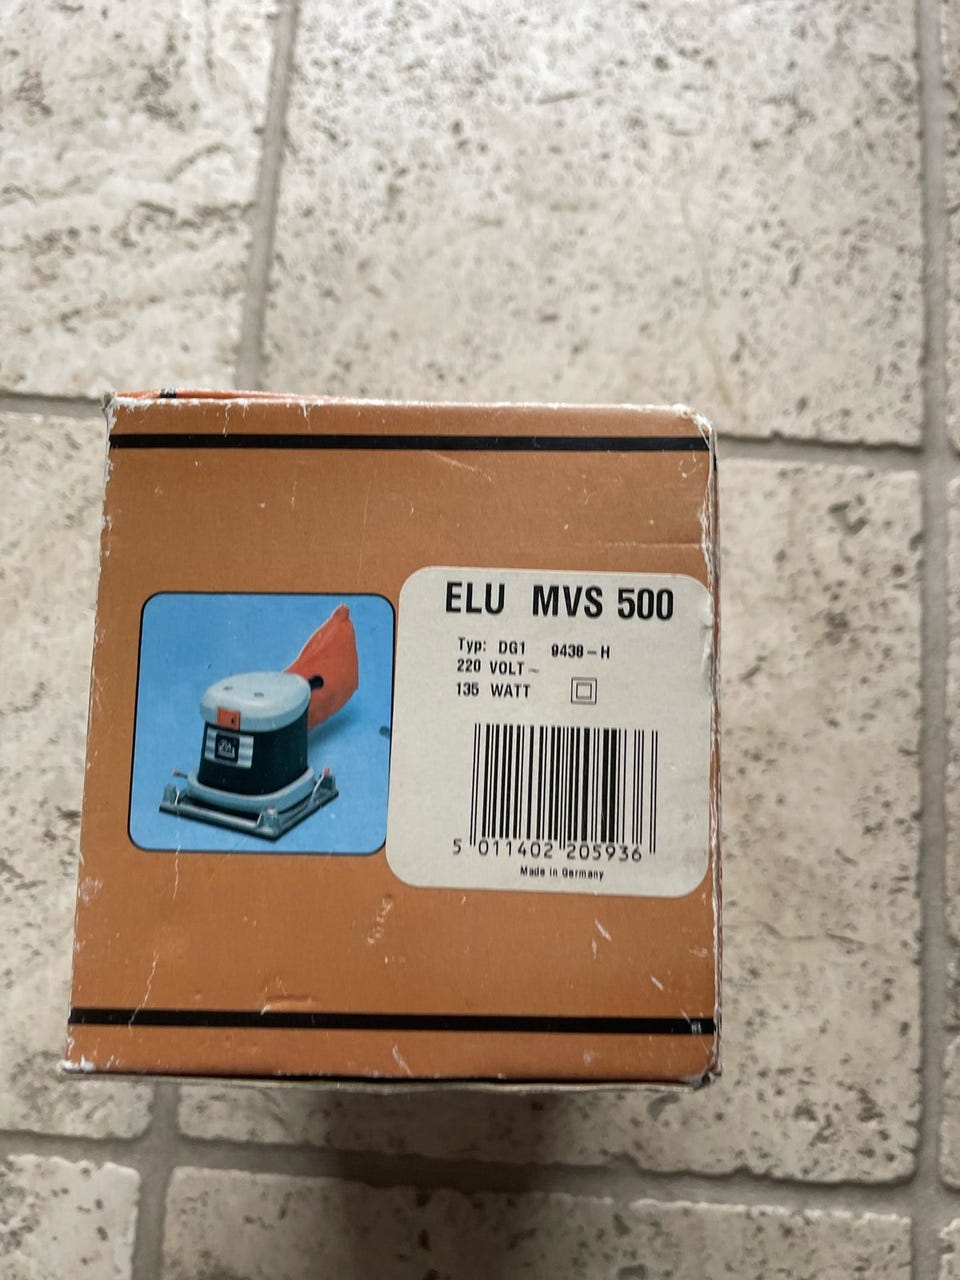 ELU MVS 500
Typ: DG1 9438-H
220 VOLT~
135 WATT
5 011402 205936
Made in Germany